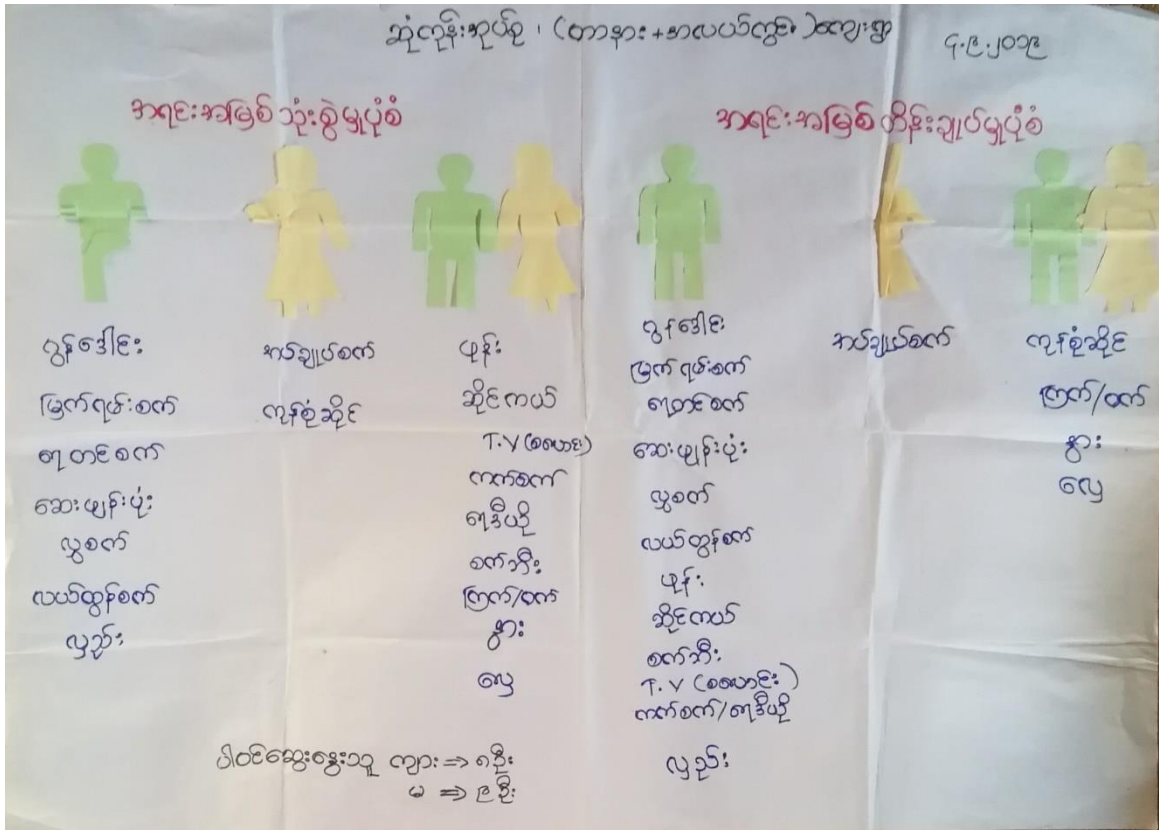 ဆုံကုန်းအုပ်စု၊ (တာနား+အလယ်ကွင်း)ကျေးရွာ
၄.၉.၂၀၁၉
အရင်းအမြစ် သုံးစွဲမှုပုံစံ
ဂွန်ဒေါင်း
မြက်ရမ်းစက်
ရေတင်စက်
ဆေးဖျန်းပုံး
လွှစက်
လယ်ထွန်စက်
လှည်း
အပ်ချုပ်စက်
ကုန်စုံဆိုင်
ဖုန်း
ဆိုင်ကယ်
T.V (စလောင်း)
ကက်စက်
ရေဒီယို
စက်ဘီး
ကြက်/ဝက်
နွား
လှေ
အရင်းအမြစ် ထိန်းချုပ်မှုပုံစံ
ဂွန်ဒေါင်း
မြက်ရမ်းစက်
ရေတင်စက်
ဆေးဖျန်းပုံး
လွှစက်
လယ်ထွန်စက်
ဖုန်း
ဆိုင်ကယ်
စက်ဘီး
T.V (စလောင်း)
ကက်စက်/ရေဒီယို
လှည်း
အပ်ချုပ်စက်
ကုန်စုံဆိုင်
ကြက်/ဝက်
နွား
လှေ
ပါဝင်ဆွေးနွေးသူ ကျား ⇒ ၈ဦး
မ ⇒ ၉ဦး